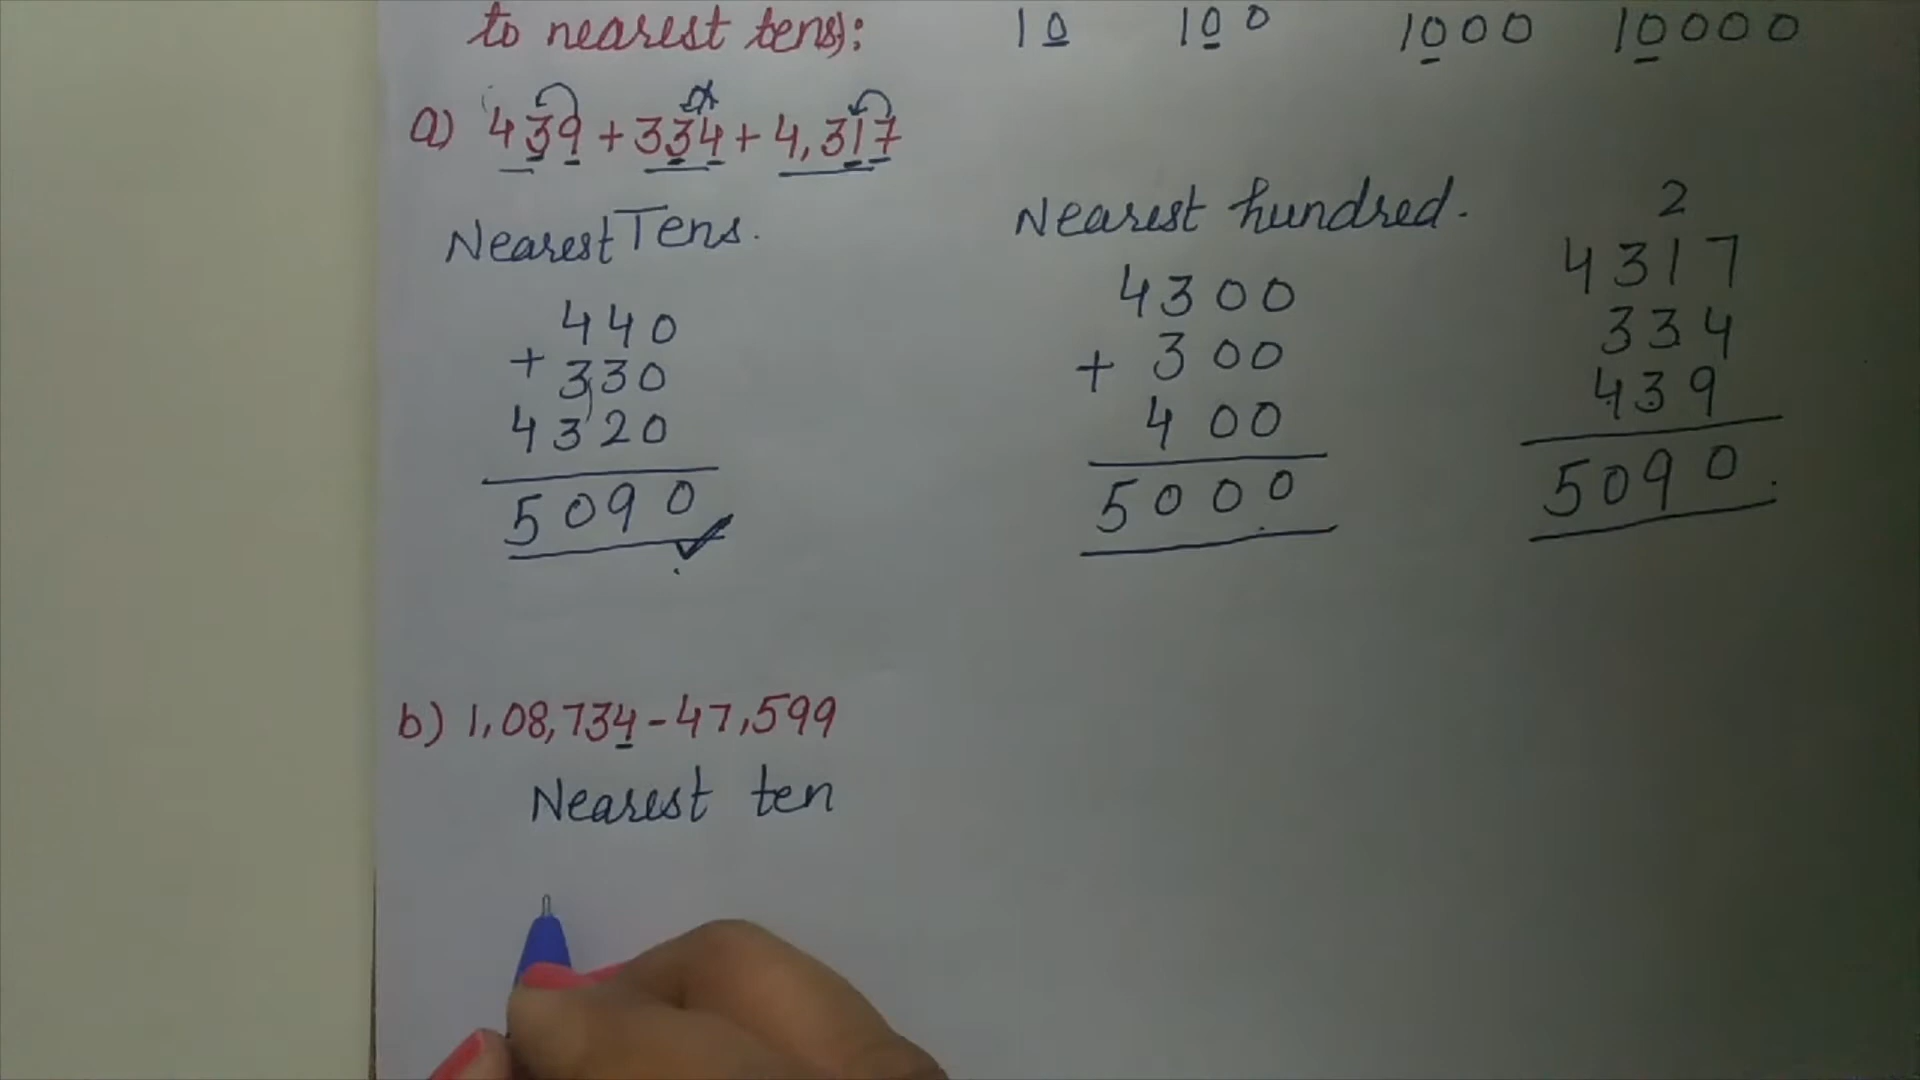 to nearest tens):
10 100 1000 10000
a) 439 + 334 + 4,317
Nearest Tens.
440
+ 330
4320
5090
Nearest hundred.
4300
+ 300
400
5000
2
4317
334
439
5090
b) 1,08,734 - 47,599
Nearest ten